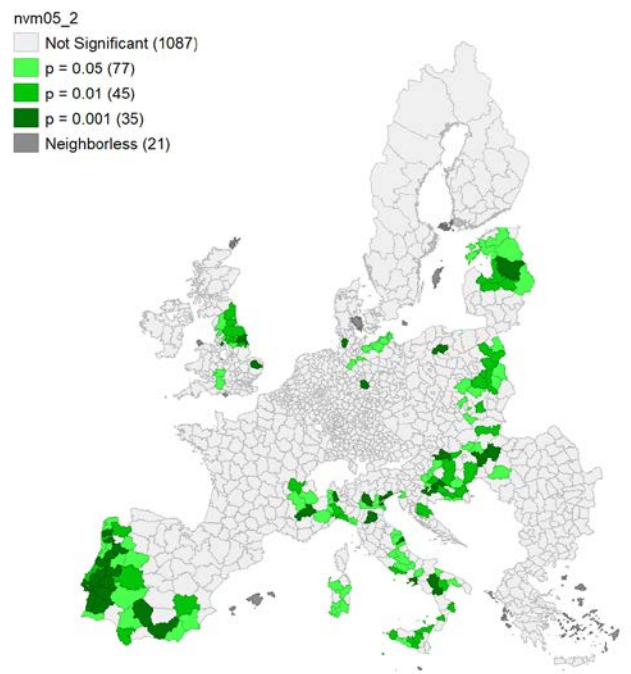 nvm05_2
Not Significant (1087)
p = 0.05 (77)
p = 0.01 (45)
p = 0.001 (35)
Neighborless (21)